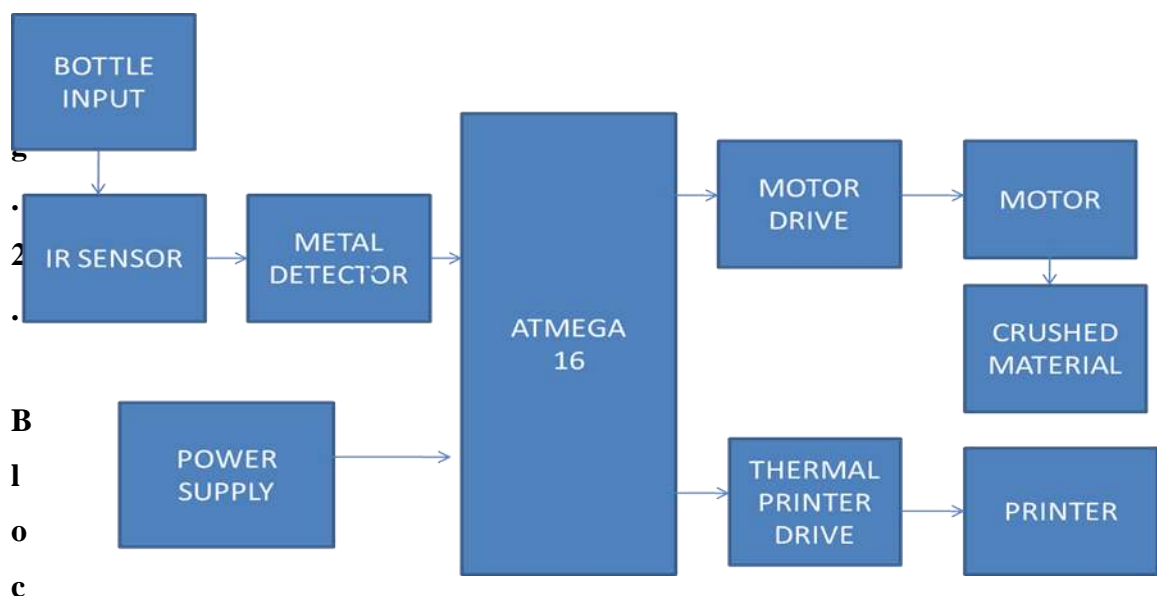 BOTTLE
INPUT
g
.
2
.
B
l
o
c
IR SENSOR
METAL
DETECTOR
POWER
SUPPLY
ATMEGA
16
MOTOR
DRIVE
MOTOR
CRUSHED
MATERIAL
THERMAL
PRINTER
DRIVE
PRINTER